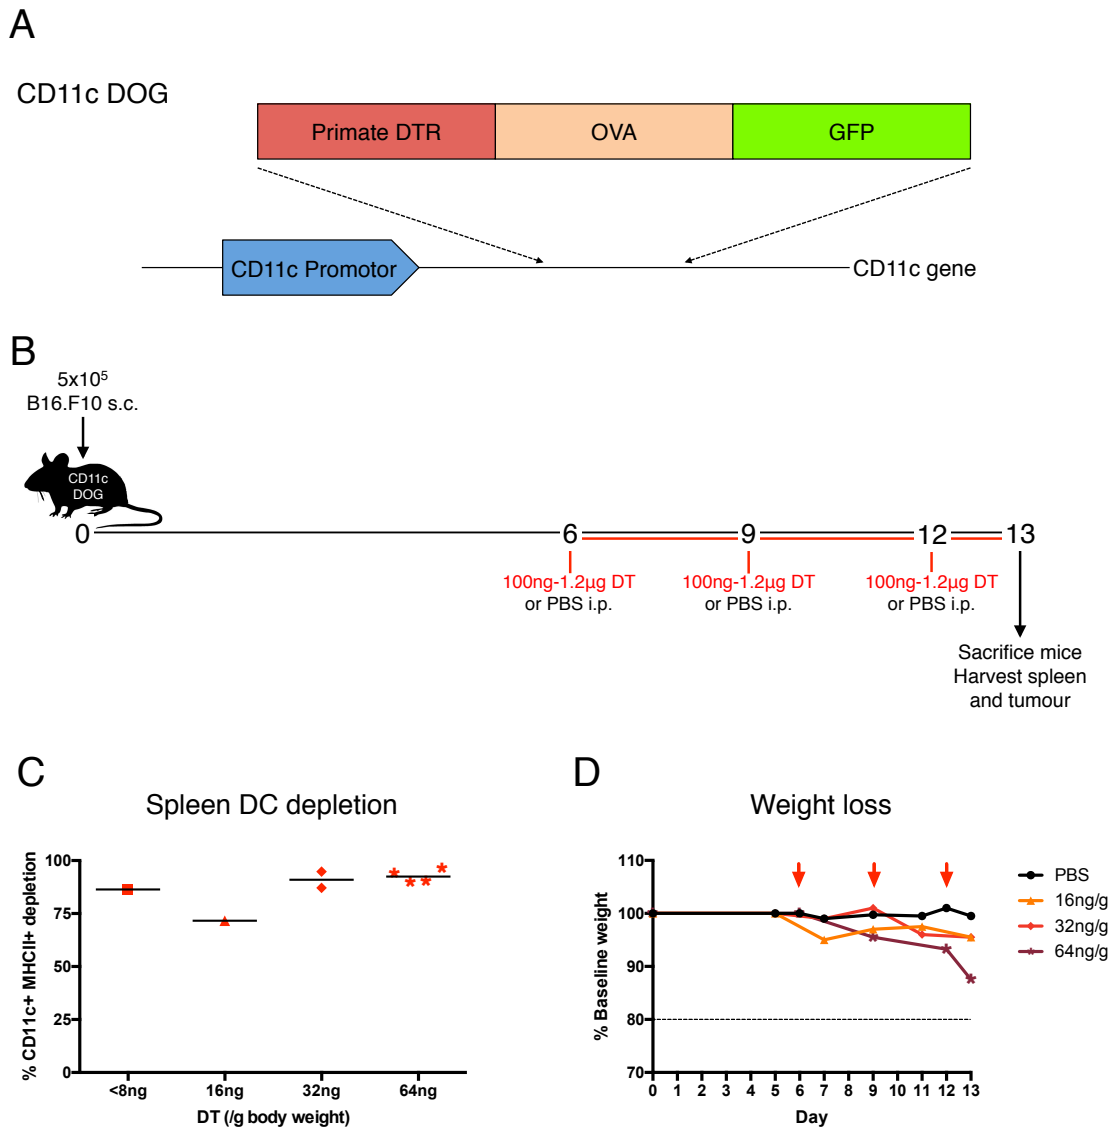 A
CD11c DOG
Primate DTR
OVA
GFP
CD11c Promotor
CD11c gene
B
5x10⁵
B16.F10 s.c.
CD11c
DOG
0
6
9
12
13
100ng-1.2µg DT
or PBS i.p.
100ng-1.2µg DT
or PBS i.p.
100ng-1.2µg DT
or PBS i.p.
Sacrifice mice
Harvest spleen
and tumour
C
Spleen DC depletion
% CD11c+ MHCII+ depletion
100
75
50
25
0
<8ng
16ng
32ng
64ng
DT (/g body weight)
D
Weight loss
% Baseline weight
110
100
90
80
70
0 1 2 3 4 5 6 7 8 9 10 11 12 13
Day
PBS
16ng/g
32ng/g
64ng/g